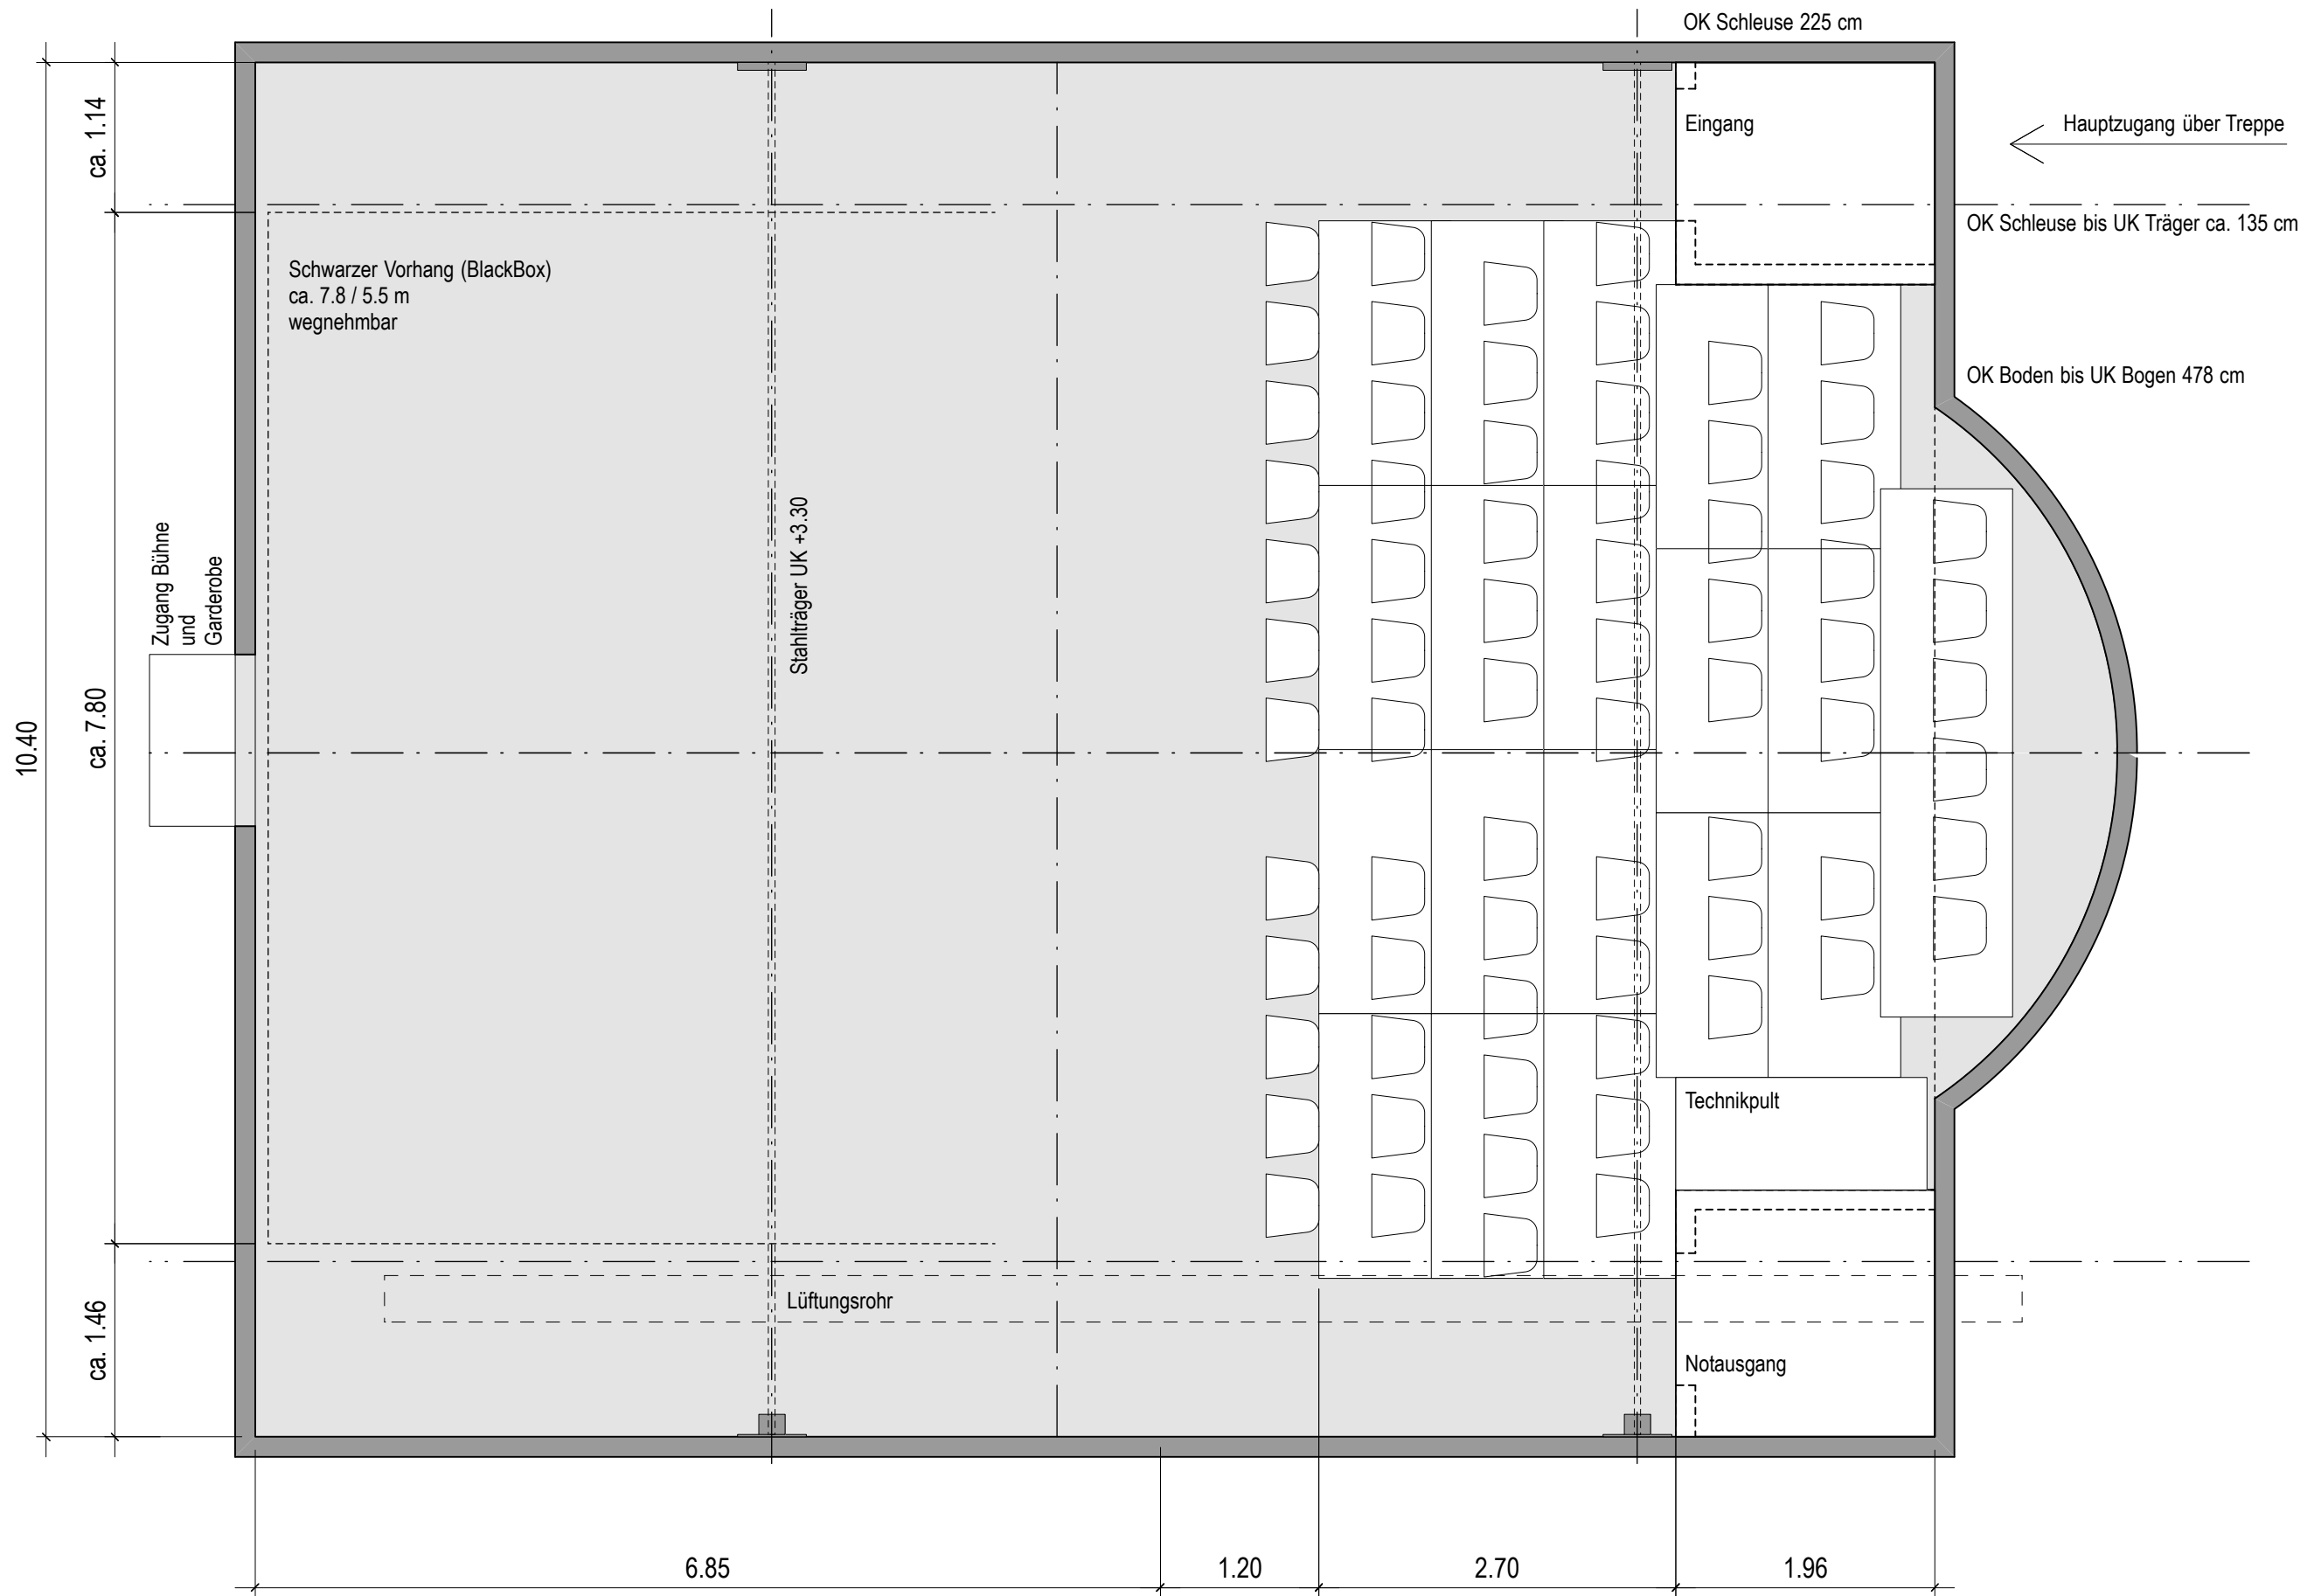 OK Schleuse 225 cm
Eingang
Hauptzugang über Treppe
OK Schleuse bis UK Träger ca. 135 cm
OK Boden bis UK Bogen 478 cm
Schwarzer Vorhang (BlackBox)
ca. 7.8 / 5.5 m
wegnehmbar
ca. 1.14
Zugang Bühne
und
Garderobe
Stahlträger UK +3.30
10.40
ca. 7.80
Technikpult
Lüftungsrohr
ca. 1.46
Notausgang
6.85
1.20
2.70
1.96